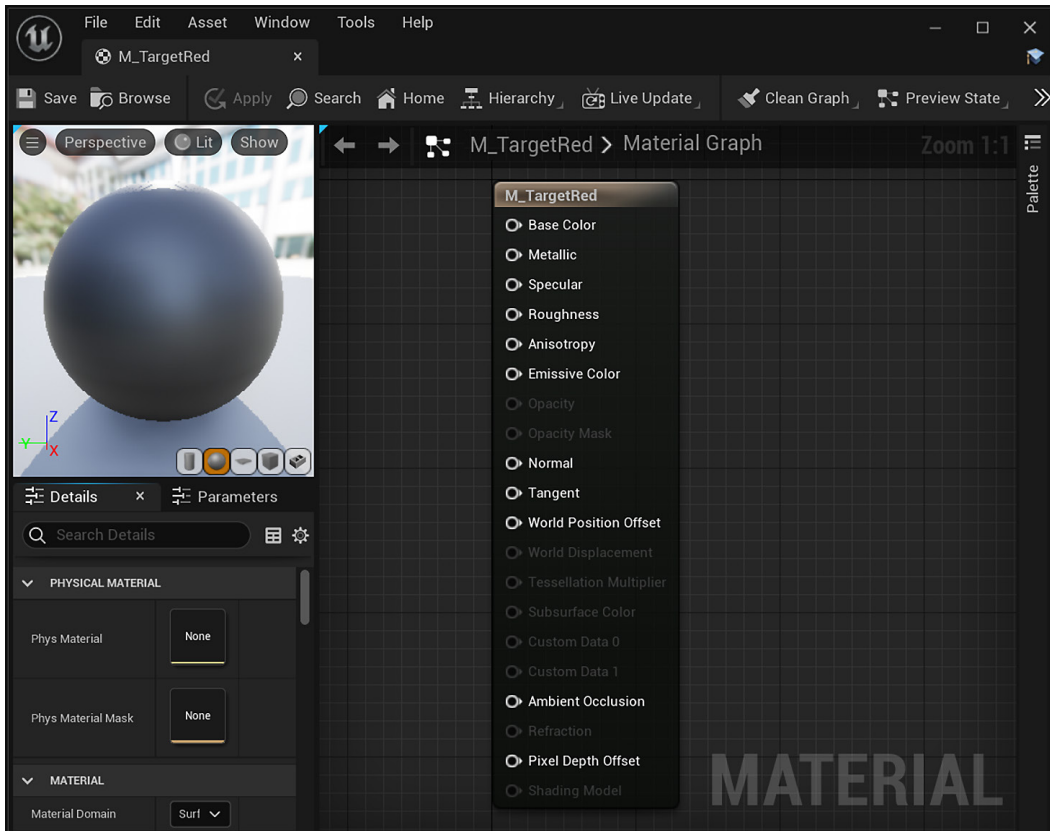 File Edit Asset Window Tools Help
M_TargetRed
Save Browse Apply Search Home Hierarchy Live Update Clean Graph Preview State
Perspective Lit Show
M_TargetRed > Material Graph Zoom 1:1
Palette
M_TargetRed
Base Color
Metallic
Specular
Roughness
Anisotropy
Emissive Color
Opacity
Opacity Mask
Normal
Tangent
World Position Offset
World Displacement
Tessellation Multiplier
Subsurface Color
Custom Data 0
Custom Data 1
Ambient Occlusion
Refraction
Pixel Depth Offset
Shading Model
MATERIAL
Z
Y
X
Details Parameters
Search Details
PHYSICAL MATERIAL
Phys Material None
Phys Material Mask None
MATERIAL
Material Domain Surf